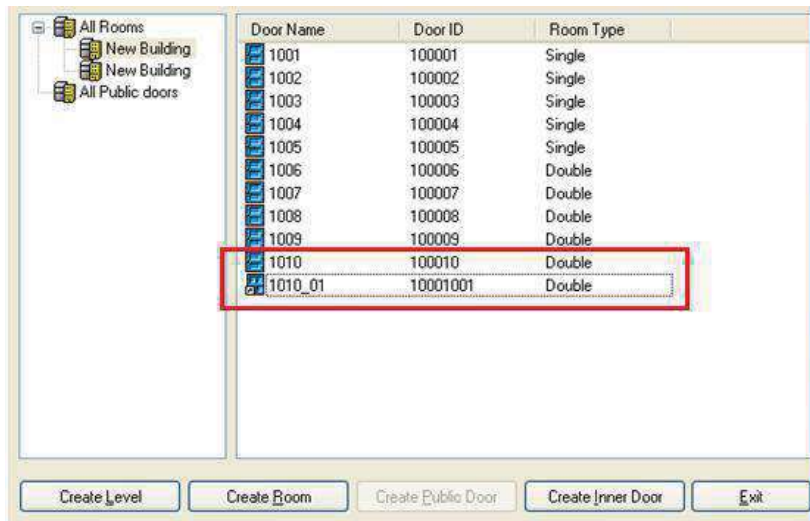 All Rooms
New Building
New Building
All Public doors
Door Name Door ID Room Type
1001 100001 Single
1002 100002 Single
1003 100003 Single
1004 100004 Single
1005 100005 Single
1006 100006 Double
1007 100007 Double
1008 100008 Double
1009 100009 Double
1010 100010 Double
1010_01 10001001 Double
Create Level Create Room Create Public Door Create Inner Door Exit